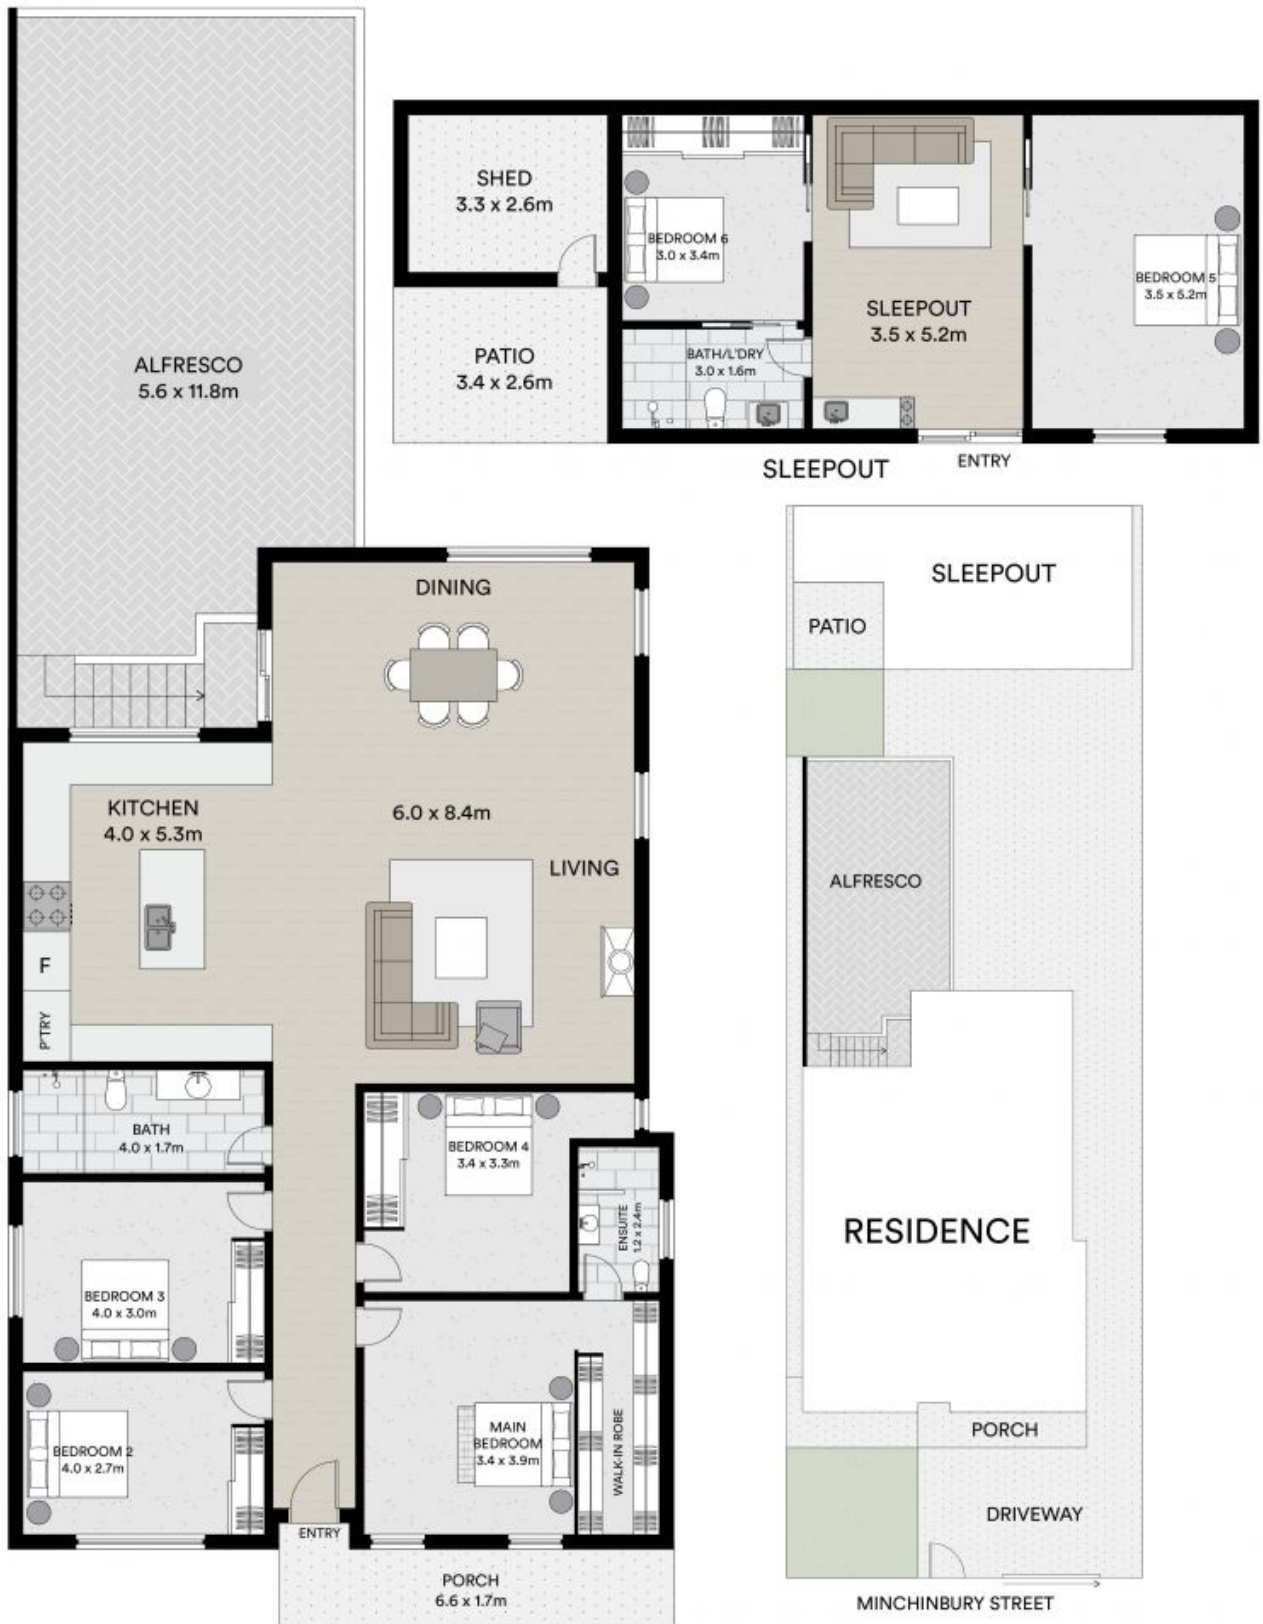 SHED
3.3 x 2.6m
PATIO
3.4 x 2.6m
BEDROOM 6
3.0 x 3.4m
BATH/L'DRY
3.0 x 1.6m
SLEEPOUT
3.5 x 5.2m
BEDROOM 5
3.5 x 5.2m
SLEEPOUT
ENTRY
ALFRESCO
5.6 x 11.8m
DINING
KITCHEN
4.0 x 5.3m
6.0 x 8.4m
LIVING
F
P'TRY
BATH
4.0 x 1.7m
BEDROOM 4
3.4 x 3.3m
ENSUITE
1.2 x 2.4m
BEDROOM 3
4.0 x 3.0m
BEDROOM 2
4.0 x 2.7m
MAIN
BEDROOM
3.4 x 3.9m
WALK-IN ROBE
ENTRY
PORCH
6.6 x 1.7m
SLEEPOUT
PATIO
ALFRESCO
RESIDENCE
PORCH
DRIVEWAY
MINCHINBURY STREET